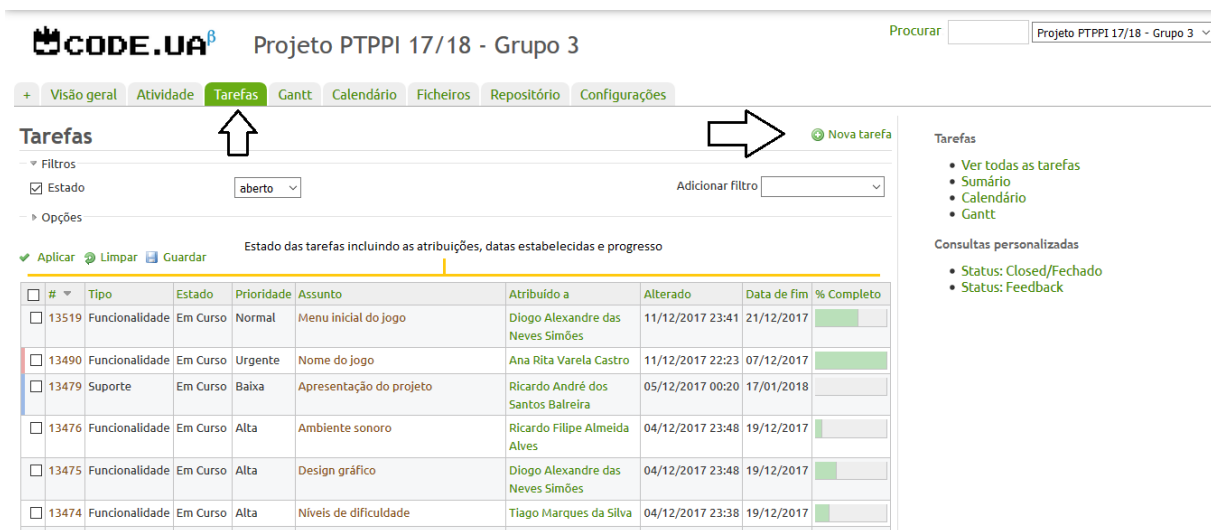 CODE.UAβ
Projeto PTPPI 17/18 - Grupo 3
Procurar
Projeto PTPPI 17/18 - Grupo 3
+ Visão geral Atividade Tarefas Gantt Calendário Ficheiros Repositório Configurações
Tarefas
Nova tarefa
Filtros
Estado aberto Adicionar filtro
Opções
Estado das tarefas incluindo as atribuições, datas estabelecidas e progresso
Aplicar Limpar Guardar
# Tipo Estado Prioridade Assunto Atribuído a Alterado Data de fim % Completo
13519 Funcionalidade Em Curso Normal Menu inicial do jogo Diogo Alexandre das 11/12/2017 23:41 21/12/2017
Neves Simões
13490 Funcionalidade Em Curso Urgente Nome do jogo Ana Rita Varela Castro 11/12/2017 22:23 07/12/2017
13479 Suporte Em Curso Baixa Apresentação do projeto Ricardo André dos 05/12/2017 00:20 17/01/2018
Santos Balreira
13476 Funcionalidade Em Curso Alta Ambiente sonoro Ricardo Filipe Almeida 04/12/2017 23:48 19/12/2017
Alves
13475 Funcionalidade Em Curso Alta Design gráfico Diogo Alexandre das 04/12/2017 23:48 19/12/2017
Neves Simões
13474 Funcionalidade Em Curso Alta Níveis de dificuldade Tiago Marques da Silva 04/12/2017 23:38 19/12/2017
Tarefas
Ver todas as tarefas
Sumário
Calendário
Gantt
Consultas personalizadas
Status: Closed/Fechado
Status: Feedback